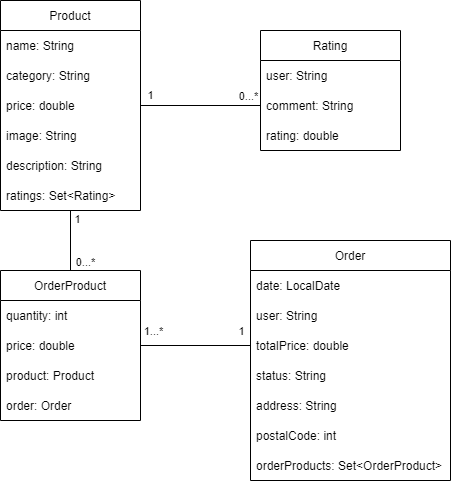 Product
name: String
category: String
price: double
image: String
description: String
ratings: Set<Rating>
Rating
user: String
comment: String
rating: double
1
0...*
1
0...*
OrderProduct
quantity: int
price: double
product: Product
order: Order
1...*
1
Order
date: LocalDate
user: String
totalPrice: double
status: String
address: String
postalCode: int
orderProducts: Set<OrderProduct>